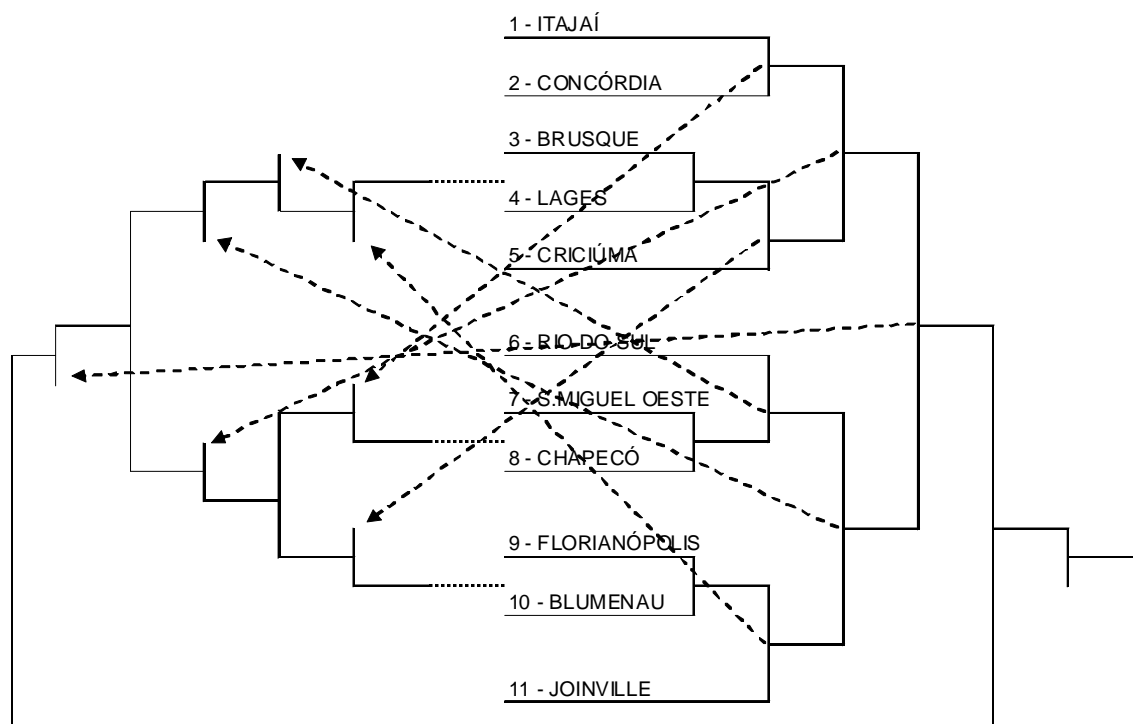 1 - ITAJAÍ
2 - CONCÓRDIA
3 - BRUSQUE
4 - LAGES
5 - CRICIÚMA
6 - RIO DO SUL
7 - S.MIGUEL OESTE
8 - CHAPECÓ
9 - FLORIANÓPOLIS
10 - BLUMENAU
11 - JOINVILLE